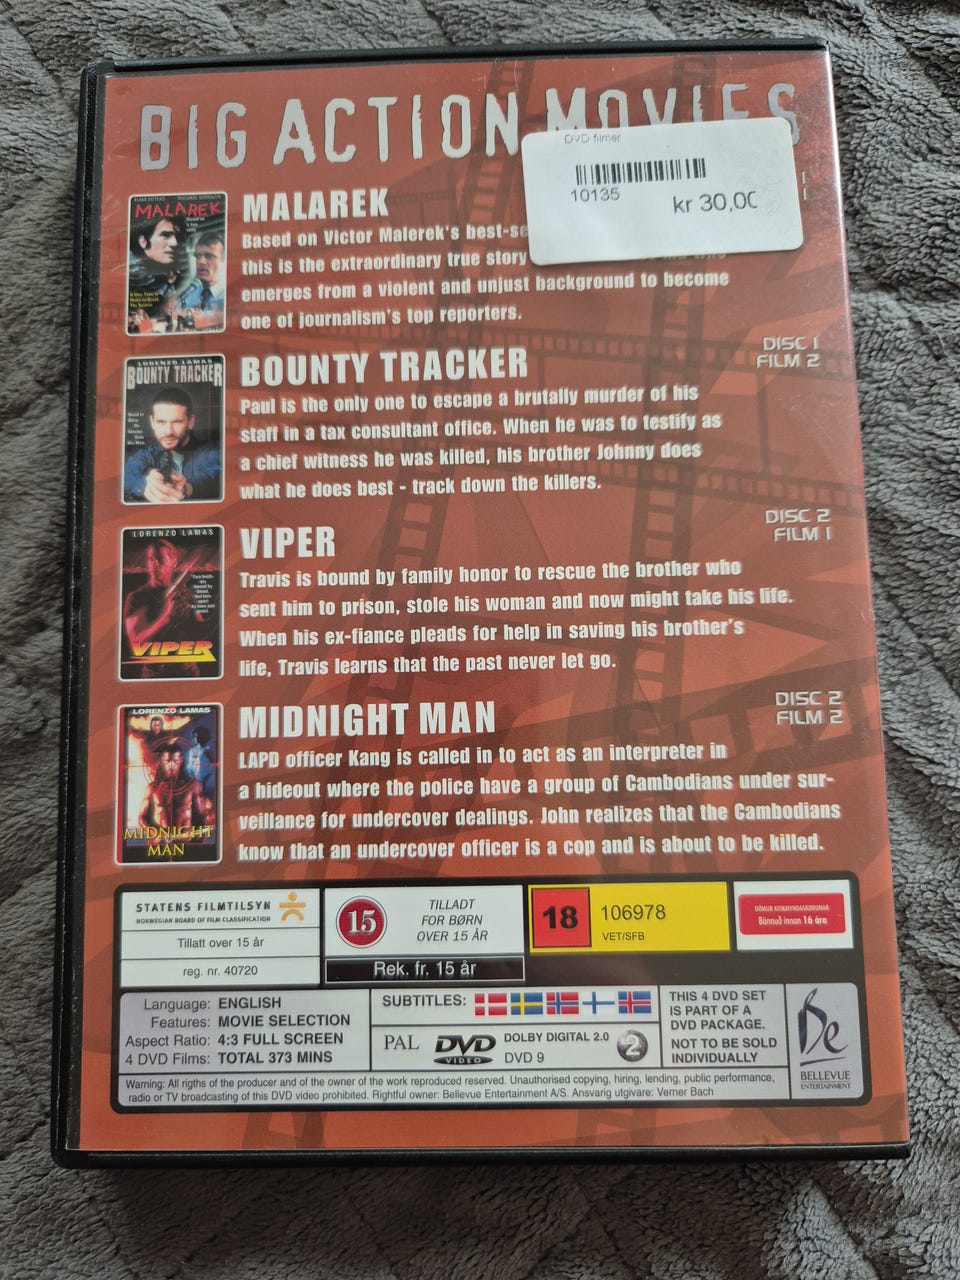 BIG ACTION MOVIES
DVD filmer
10135
kr 30,00
MALAREK
MALAREK
Based on Victor Malerek's best-se
this is the extraordinary true story
emerges from a violent and unjust background to become
one of journalism's top reporters.
DISC 1
FILM 2
LORENZO LAMAS
BOUNTY TRACKER
BOUNTY TRACKER
Paul is the only one to escape a brutally murder of his
staff in a tax consultant office. When he was to testify as
a chief witness he was killed, his brother Johnny does
what he does best - track down the killers.
DISC 2
FILM 1
LORENZO LAMAS
VIPER
VIPER
Travis is bound by family honor to rescue the brother who
sent him to prison, stole his woman and now might take his life.
When his ex-fiance pleads for help in saving his brother's
life, Travis learns that the past never let go.
DISC 2
FILM 2
LORENZO LAMAS
MIDNIGHT
MAN
MIDNIGHT MAN
LAPD officer Kang is called in to act as an interpreter in
a hideout where the police have a group of Cambodians under sur-
veillance for undercover dealings. John realizes that the Cambodians
know that an undercover officer is a cop and is about to be killed.
STATENS FILMTILSYN
NORWEGIAN BOARD OF FILM CLASSIFICATION
Tillatt over 15 år
reg. nr. 40720
15
TILLADT
FOR BØRN
OVER 15 ÅR
Rek. fr. 15 år
18
106978
VET/SFB
DÓMUR KVIKMYNDASKOÐUNAR:
Bönnuð innan 16 ára
Language: ENGLISH
Features: MOVIE SELECTION
Aspect Ratio: 4:3 FULL SCREEN
4 DVD Films: TOTAL 373 MINS
SUBTITLES:
PAL
DVD
VIDEO
DOLBY DIGITAL 2.0
DVD 9
2
THIS 4 DVD SET
IS PART OF A
DVD PACKAGE.
NOT TO BE SOLD
INDIVIDUALLY
Be
BELLEVUE
ENTERTAINMENT
Warning: All rigths of the producer and of the owner of the work reproduced reserved. Unauthorised copying, hiring, lending, public performance,
radio or TV broadcasting of this DVD video prohibited. Rightful owner: Bellevue Entertainment A/S. Ansvarig utgivare: Verner Bach